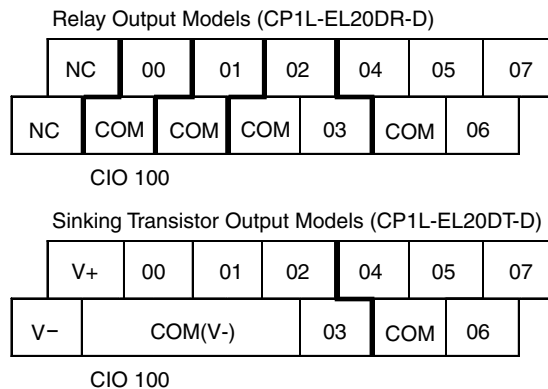 Relay Output Models (CP1L-EL20DR-D)
NC 00 01 02 04 05 07
NC COM COM COM 03 COM 06
CIO 100
Sinking Transistor Output Models (CP1L-EL20DT-D)
V+ 00 01 02 04 05 07
V− COM(V-) 03 COM 06
CIO 100